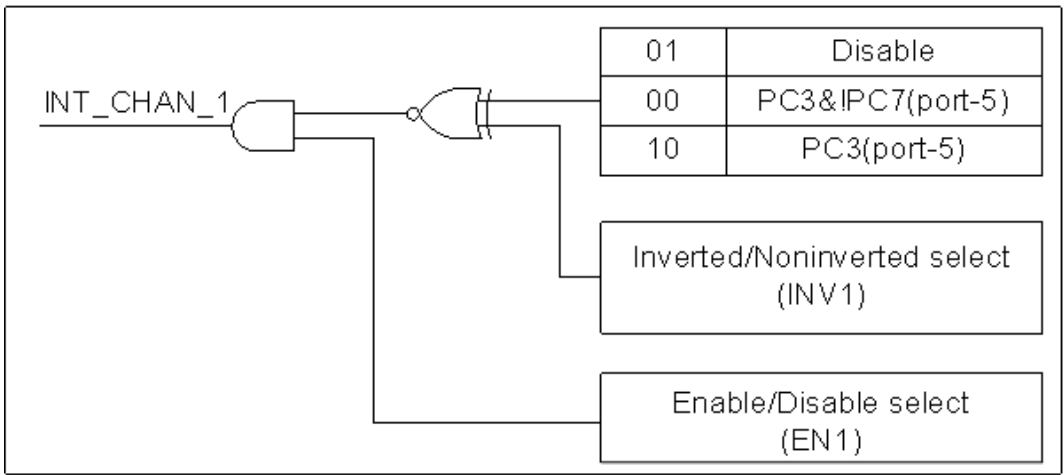 INT_CHAN_1
01 Disable
00 PC3&!PC7(port-5)
10 PC3(port-5)
Inverted/Noninverted select
(INV1)
Enable/Disable select
(EN1)